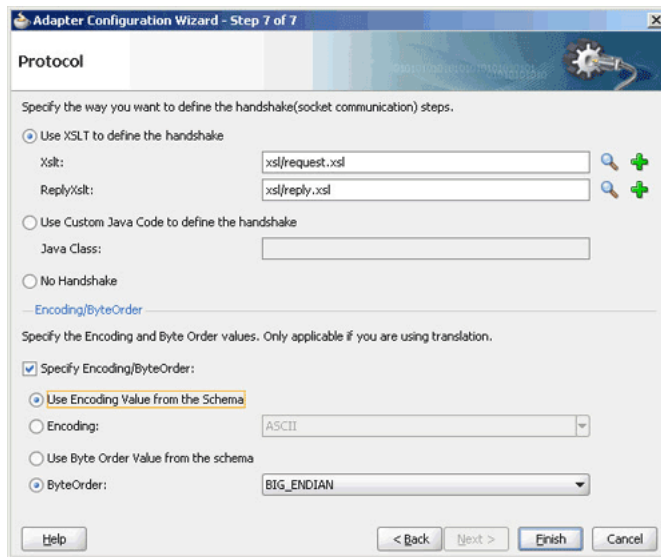 Adapter Configuration Wizard - Step 7 of 7
Protocol
Specify the way you want to define the handshake(socket communication) steps.
Use XSLT to define the handshake
Xslt: xsl/request.xsl
ReplyXslt: xsl/reply.xsl
Use Custom Java Code to define the handshake
Java Class:
No Handshake
Encoding/ByteOrder
Specify the Encoding and Byte Order values. Only applicable if you are using translation.
Specify Encoding/ByteOrder:
Use Encoding Value from the Schema
Encoding: ASCII
Use Byte Order Value from the schema
ByteOrder: BIG_ENDIAN
Help < Back Next > Finish Cancel